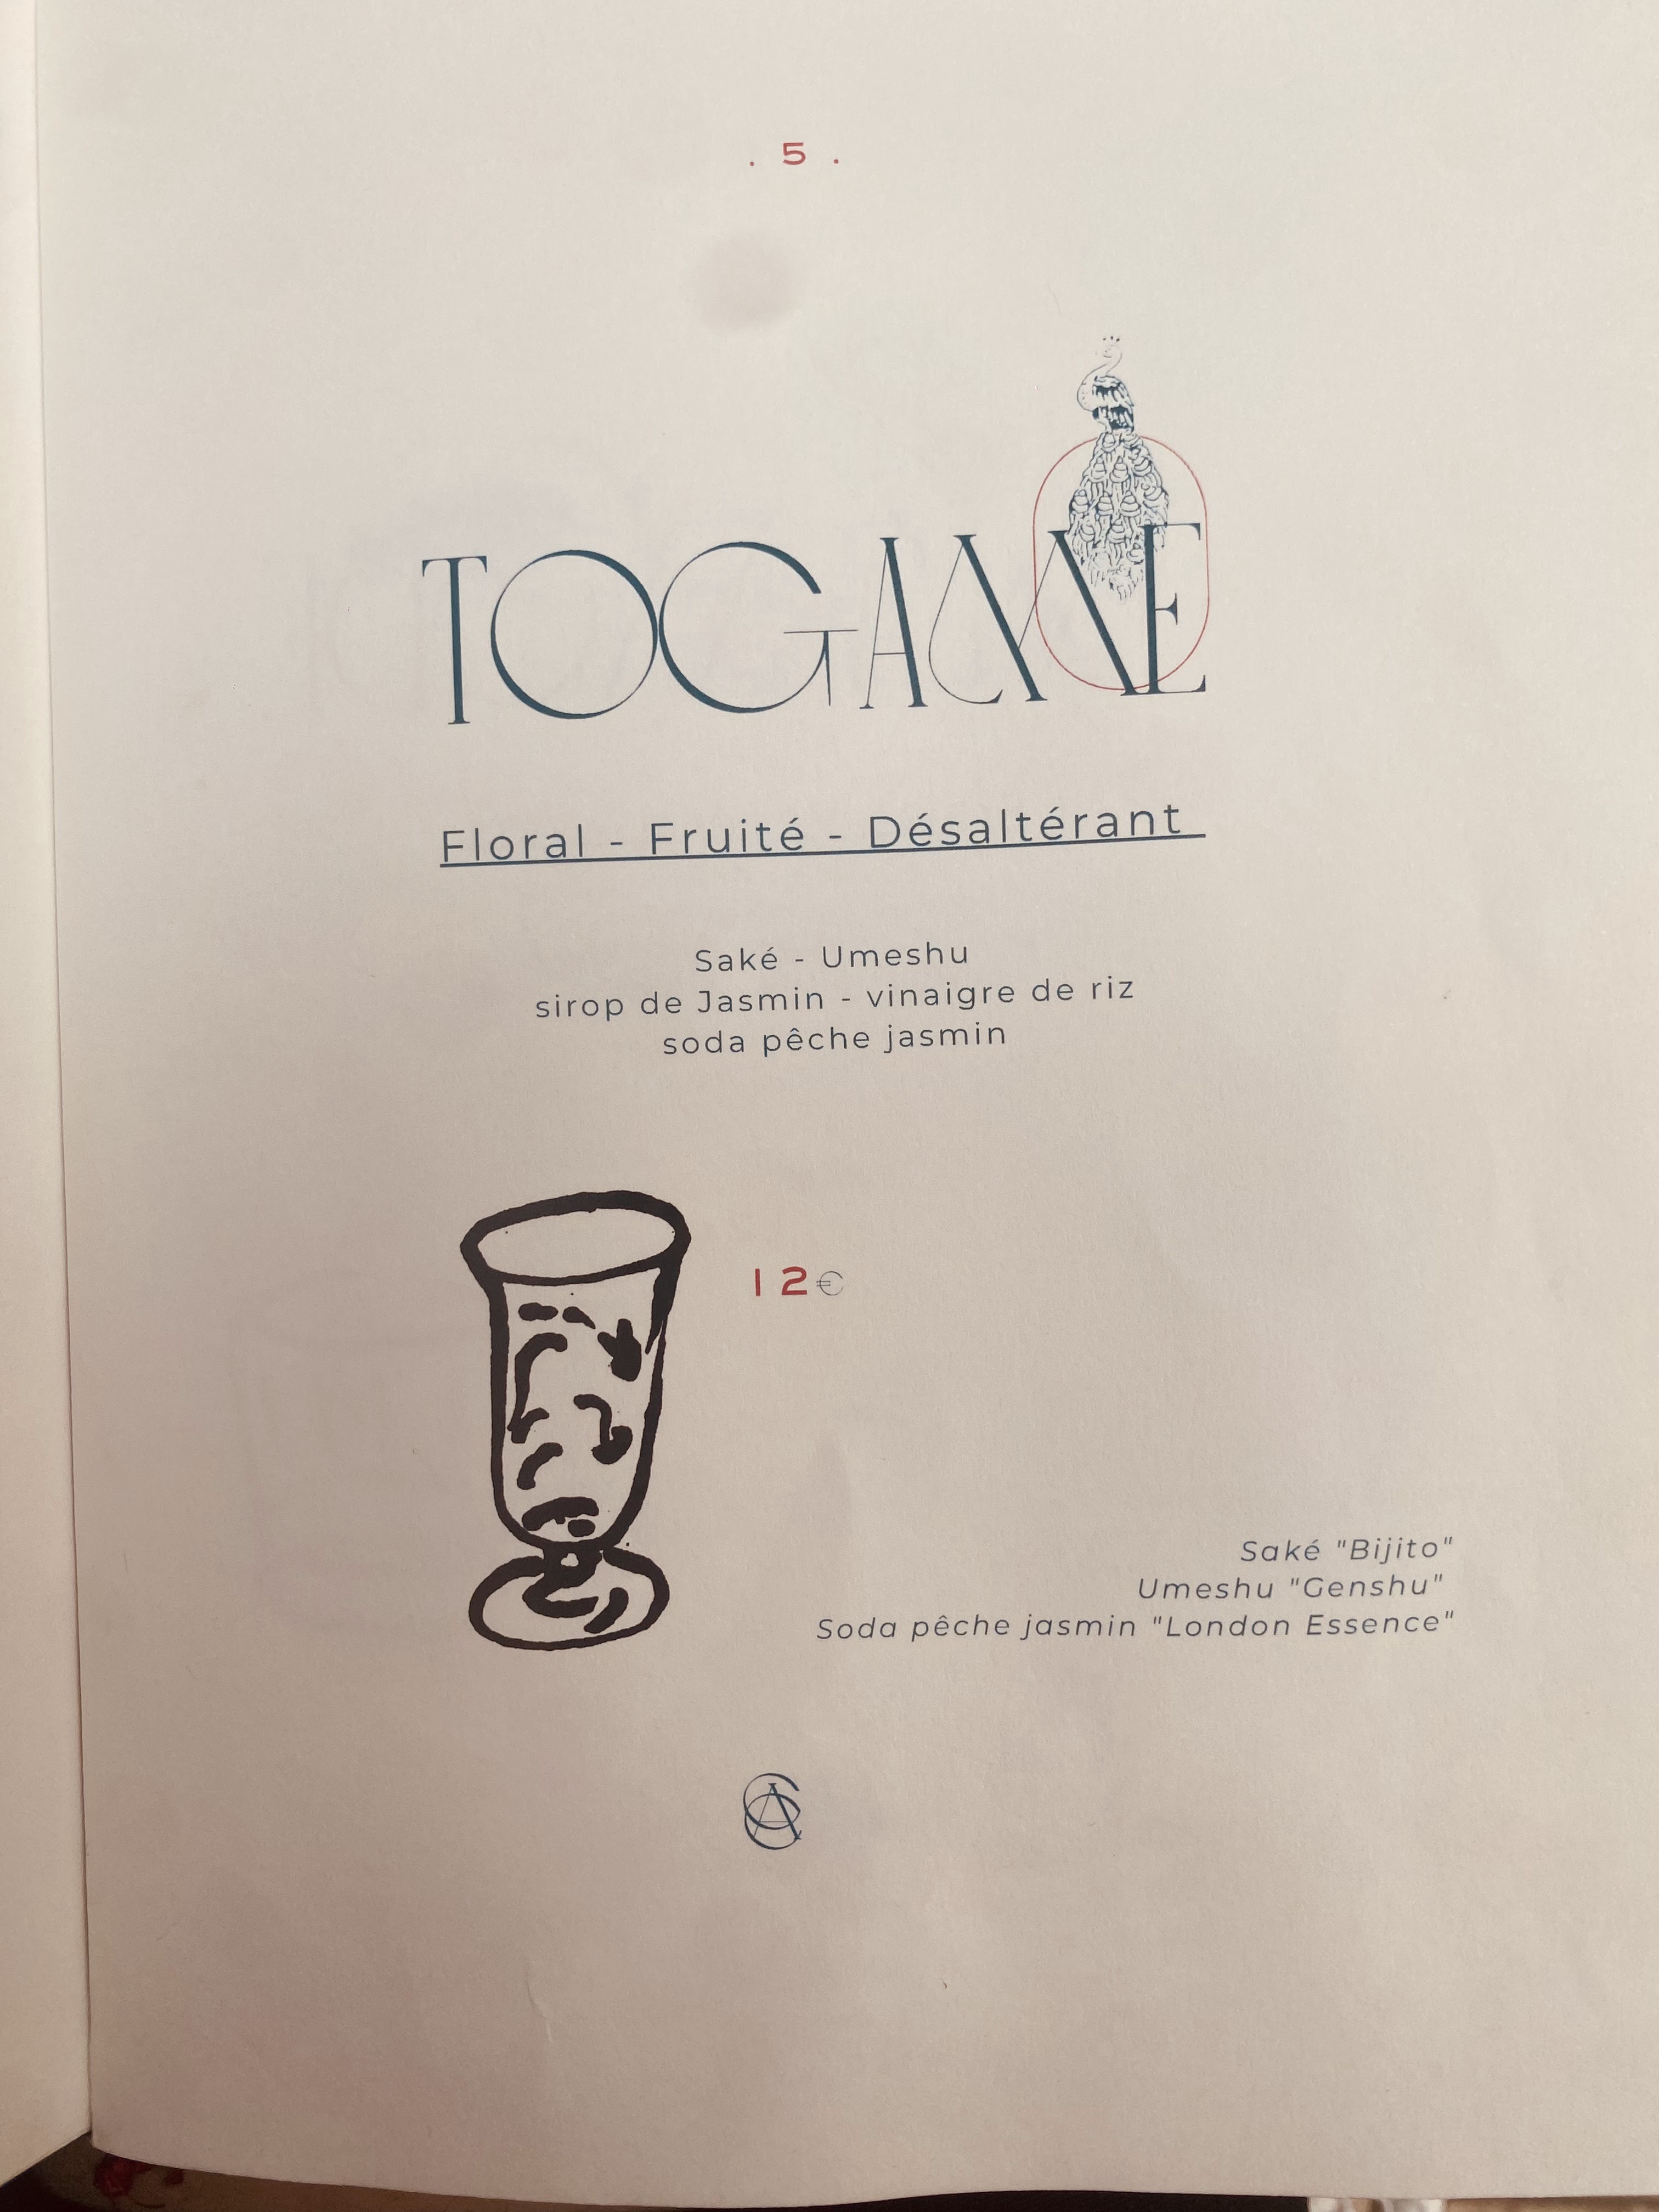 . 5 .
TOGAME
Floral - Fruité - Désaltérant
Saké - Umeshu
sirop de Jasmin - vinaigre de riz
soda pêche jasmin
12€
Saké "Bijito"
Umeshu "Genshu"
Soda pêche jasmin "London Essence"